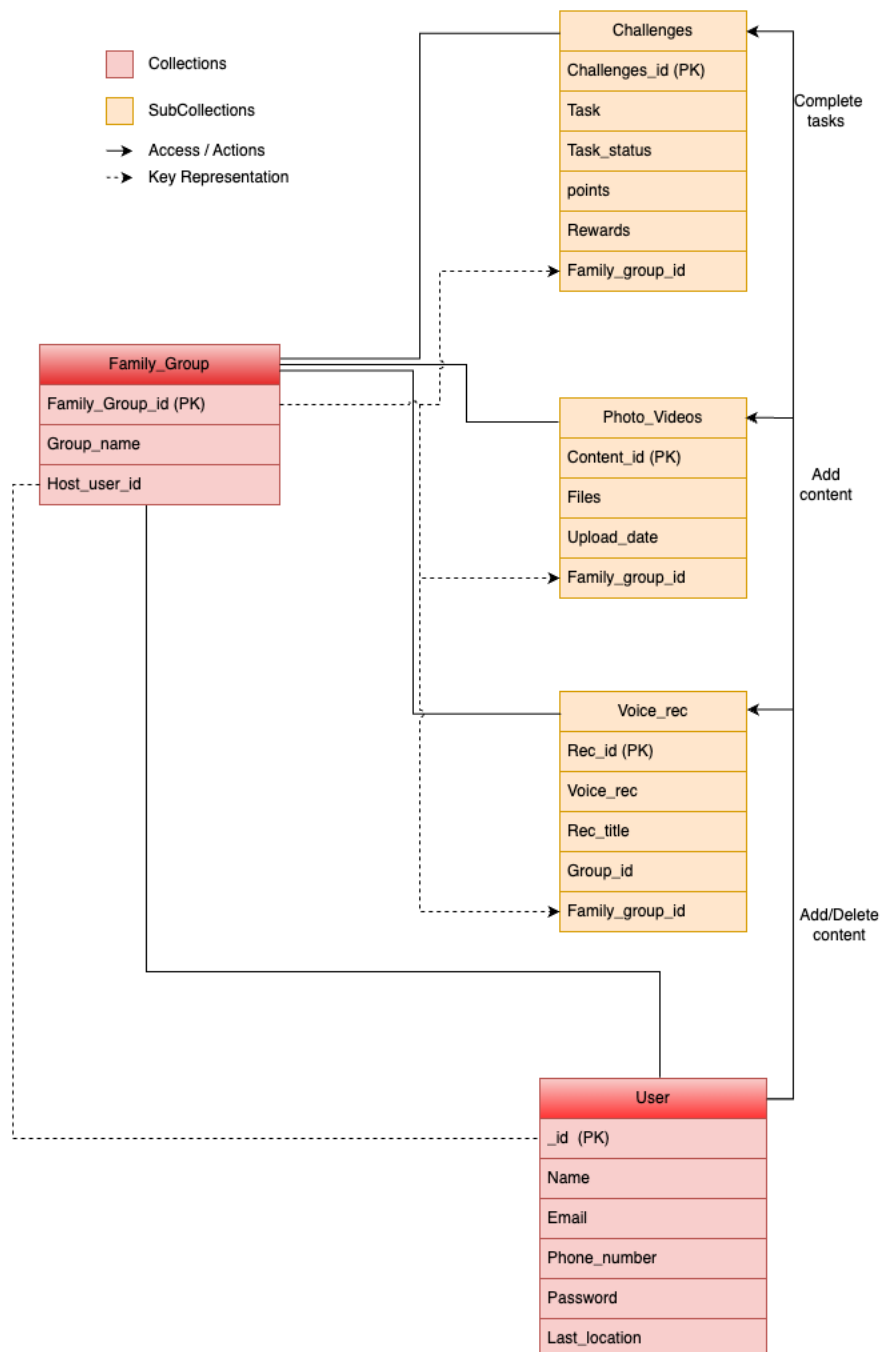 Collections
SubCollections
Access / Actions
Key Representation
Challenges
Challenges_id (PK)
Task
Task_status
points
Rewards
Family_group_id
Complete
tasks
Family_Group
Family_Group_id (PK)
Group_name
Host_user_id
Photo_Videos
Content_id (PK)
Files
Upload_date
Family_group_id
Add
content
Voice_rec
Rec_id (PK)
Voice_rec
Rec_title
Group_id
Family_group_id
Add/Delete
content
User
_id (PK)
Name
Email
Phone_number
Password
Last_location